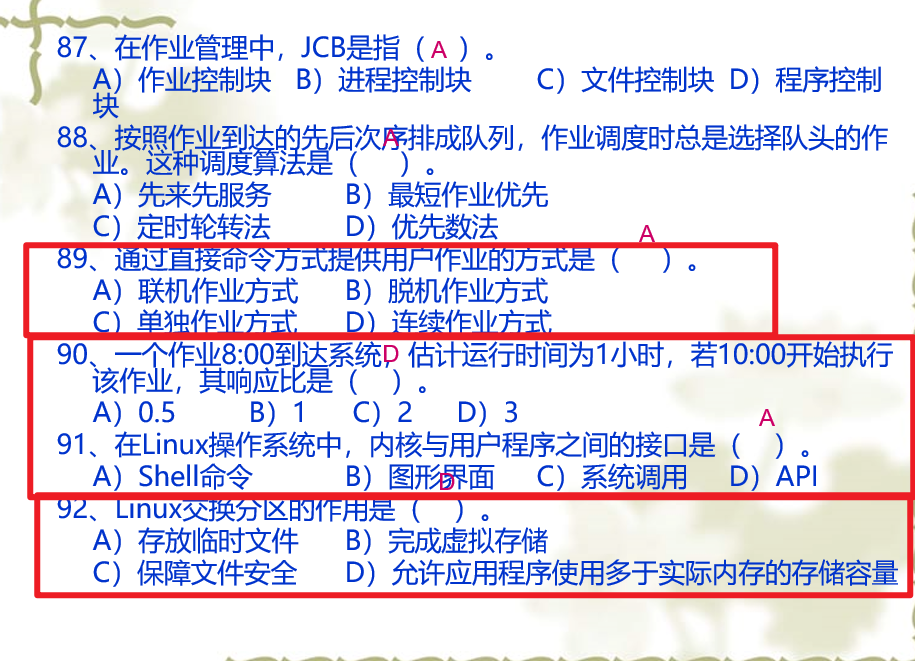 87、在作业管理中，JCB是指（ A ）。
A）作业控制块 B）进程控制块 C）文件控制块 D）程序控制
块
88、按照作业到达的先后次序排成队列，作业调度时总是选择队头的作
业。这种调度算法是（ A ）。
A）先来先服务 B）最短作业优先
C）定时轮转法 D）优先数法
89、通过直接命令方式提供用户作业的方式是（ A ）。
A）联机作业方式 B）脱机作业方式
C）单独作业方式 D）连续作业方式
90、一个作业8:00到达系统，估计运行时间为1小时，若10:00开始执行
该作业，其响应比是（ D ）。
A）0.5 B）1 C）2 D）3
91、在Linux操作系统中，内核与用户程序之间的接口是（ A ）。
A）Shell命令 B）图形界面 C）系统调用 D）API
92、Linux交换分区的作用是（ D ）。
A）存放临时文件 B）完成虚拟存储
C）保障文件安全 D）允许应用程序使用多于实际内存的存储容量